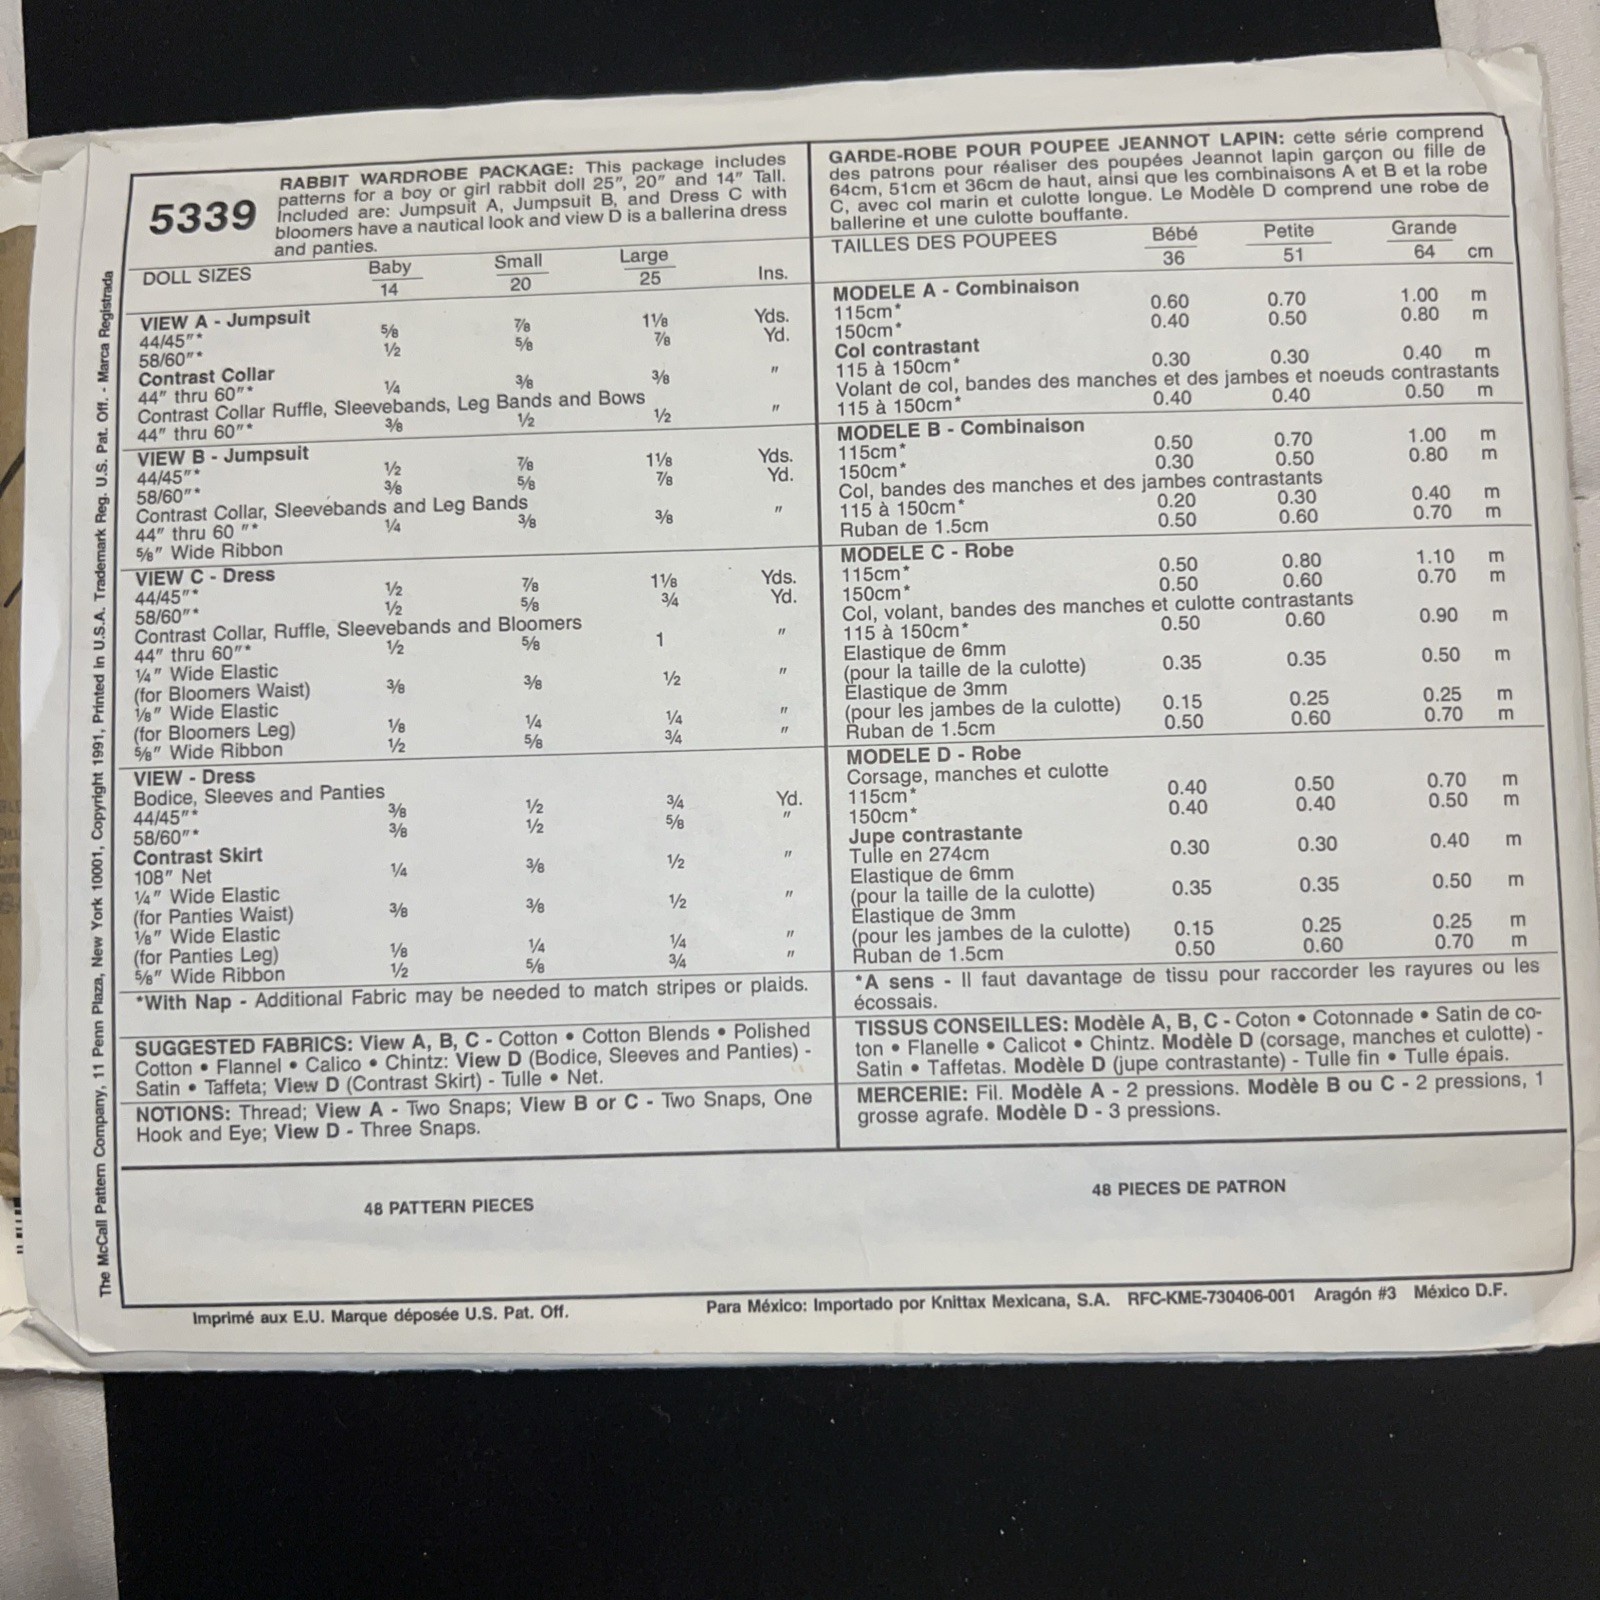 The McCall Pattern Company, 11 Penn Plaza, New York 10001, Copyright 1991, Printed in U.S.A. Trademark Reg. U.S. Pat. Off. - Marca Registrada
5339
RABBIT WARDROBE PACKAGE: This package includes
patterns for a boy or girl rabbit doll 25", 20" and 14" Tall.
Included are: Jumpsuit A, Jumpsuit B, and Dress C with
bloomers have a nautical look and view D is a ballerina dress
and panties.
DOLL SIZES Baby Small Large
14 20 25 Ins.
VIEW A - Jumpsuit
44/45"* 5/8 7/8 1 1/8 Yds.
58/60"* 1/2 5/8 7/8 Yd.
Contrast Collar
44" thru 60"* 1/4 3/8 3/8 "
Contrast Collar Ruffle, Sleevebands, Leg Bands and Bows
44" thru 60"* 3/8 1/2 1/2 "
VIEW B - Jumpsuit
44/45"* 1/2 7/8 1 1/8 Yds.
58/60"* 3/8 5/8 7/8 Yd.
Contrast Collar, Sleevebands and Leg Bands
44" thru 60 "* 1/4 3/8 3/8 "
5/8" Wide Ribbon
VIEW C - Dress
44/45"* 1/2 7/8 1 1/8 Yds.
58/60"* 1/2 5/8 3/4 Yd.
Contrast Collar, Ruffle, Sleevebands and Bloomers
44" thru 60"* 1/2 5/8 1 "
1/4" Wide Elastic
(for Bloomers Waist) 3/8 3/8 1/2 "
1/8" Wide Elastic
(for Bloomers Leg) 1/8 1/4 1/4 "
5/8" Wide Ribbon 1/2 5/8 3/4 "
VIEW - Dress
Bodice, Sleeves and Panties
44/45"* 3/8 1/2 3/4 Yd.
58/60"* 3/8 1/2 5/8 "
Contrast Skirt
108" Net 1/4 3/8 1/2 "
1/4" Wide Elastic
(for Panties Waist) 3/8 3/8 1/2 "
1/8" Wide Elastic
(for Panties Leg) 1/8 1/4 1/4 "
5/8" Wide Ribbon 1/2 5/8 3/4 "
*With Nap - Additional Fabric may be needed to match stripes or plaids.
SUGGESTED FABRICS: View A, B, C - Cotton • Cotton Blends • Polished
Cotton • Flannel • Calico • Chintz: View D (Bodice, Sleeves and Panties) -
Satin • Taffeta; View D (Contrast Skirt) - Tulle • Net.
NOTIONS: Thread; View A - Two Snaps; View B or C - Two Snaps, One
Hook and Eye; View D - Three Snaps.
48 PATTERN PIECES
GARDE-ROBE POUR POUPEE JEANNOT LAPIN: cette série comprend
des patrons pour réaliser des poupées Jeannot lapin garçon ou fille de
64cm, 51cm et 36cm de haut, ainsi que les combinaisons A et B et la robe
C, avec col marin et culotte longue. Le Modèle D comprend une robe de
ballerine et une culotte bouffante.
TAILLES DES POUPEES Bébé Petite Grande
36 51 64 cm
MODELE A - Combinaison
115cm* 0.60 0.70 1.00 m
150cm* 0.40 0.50 0.80 m
Col contrastant
115 à 150cm* 0.30 0.30 0.40 m
Volant de col, bandes des manches et des jambes et noeuds contrastants
115 à 150cm* 0.40 0.40 0.50 m
MODELE B - Combinaison
115cm* 0.50 0.70 1.00 m
150cm* 0.30 0.50 0.80 m
Col, bandes des manches et des jambes contrastants
115 à 150cm* 0.20 0.30 0.40 m
Ruban de 1.5cm 0.50 0.60 0.70 m
MODELE C - Robe
115cm* 0.50 0.80 1.10 m
150cm* 0.50 0.60 0.70 m
Col, volant, bandes des manches et culotte contrastants
115 à 150cm* 0.50 0.60 0.90 m
Elastique de 6mm
(pour la taille de la culotte) 0.35 0.35 0.50 m
Elastique de 3mm
(pour les jambes de la culotte) 0.15 0.25 0.25 m
Ruban de 1.5cm 0.50 0.60 0.70 m
MODELE D - Robe
Corsage, manches et culotte
115cm* 0.40 0.50 0.70 m
150cm* 0.40 0.40 0.50 m
Jupe contrastante
Tulle en 274cm 0.30 0.30 0.40 m
Elastique de 6mm
(pour la taille de la culotte) 0.35 0.35 0.50 m
Elastique de 3mm
(pour les jambes de la culotte) 0.15 0.25 0.25 m
Ruban de 1.5cm 0.50 0.60 0.70 m
*A sens - Il faut davantage de tissu pour raccorder les rayures ou les
écossais.
TISSUS CONSEILLES: Modèle A, B, C - Coton • Cotonnade • Satin de co-
ton • Flanelle • Calicot • Chintz. Modèle D (corsage, manches et culotte) -
Satin • Taffetas. Modèle D (jupe contrastante) - Tulle fin • Tulle épais.
MERCERIE: Fil. Modèle A - 2 pressions. Modèle B ou C - 2 pressions, 1
grosse agrafe. Modèle D - 3 pressions.
48 PIECES DE PATRON
Imprimé aux E.U. Marque déposée U.S. Pat. Off.
Para México: Importado por Knittax Mexicana, S.A. RFC-KME-730406-001 Aragón #3 México D.F.